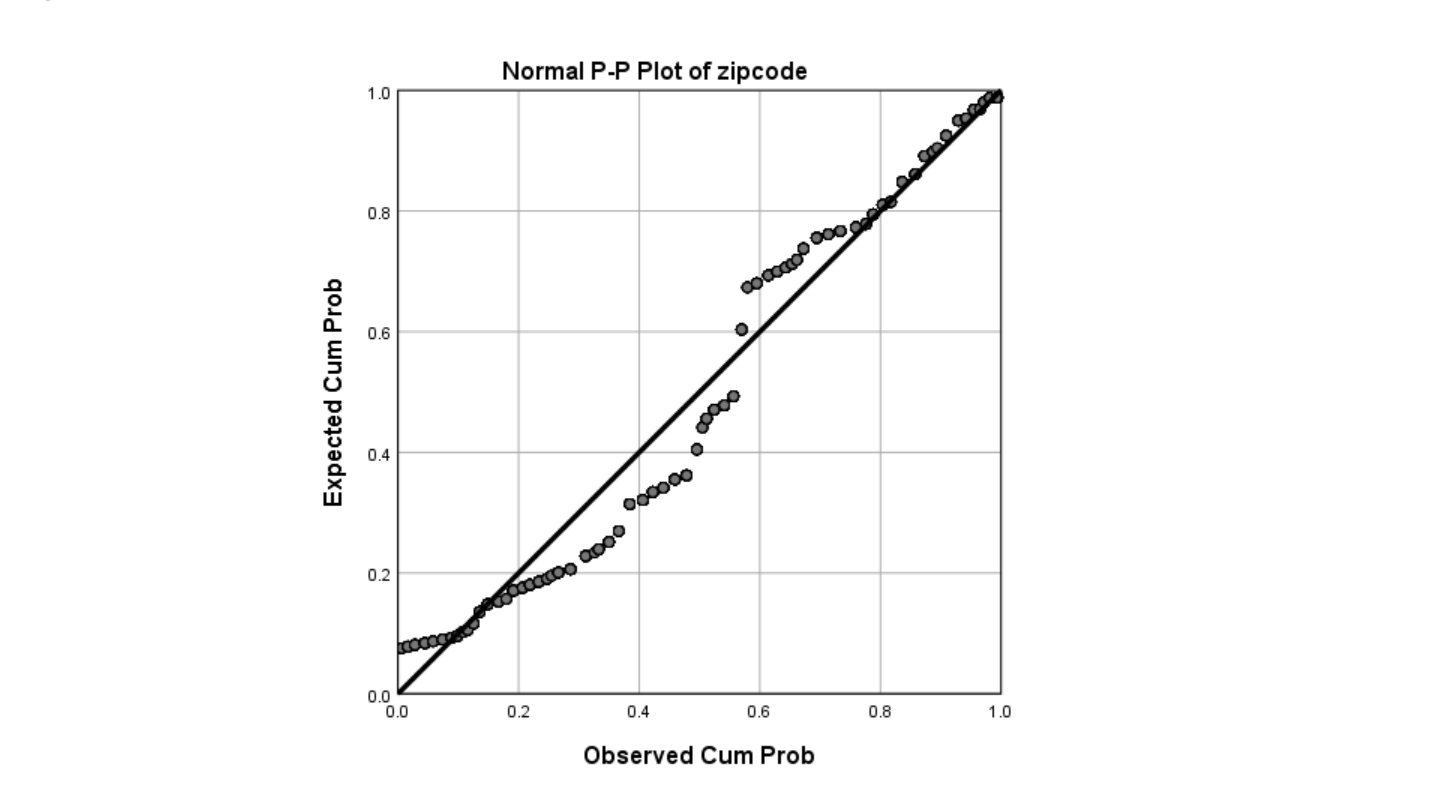 Normal P-P Plot of zipcode
1.0
0.8
0.6
0.4
0.2
0.0
Expected Cum Prob
0.0 0.2 0.4 0.6 0.8 1.0
Observed Cum Prob